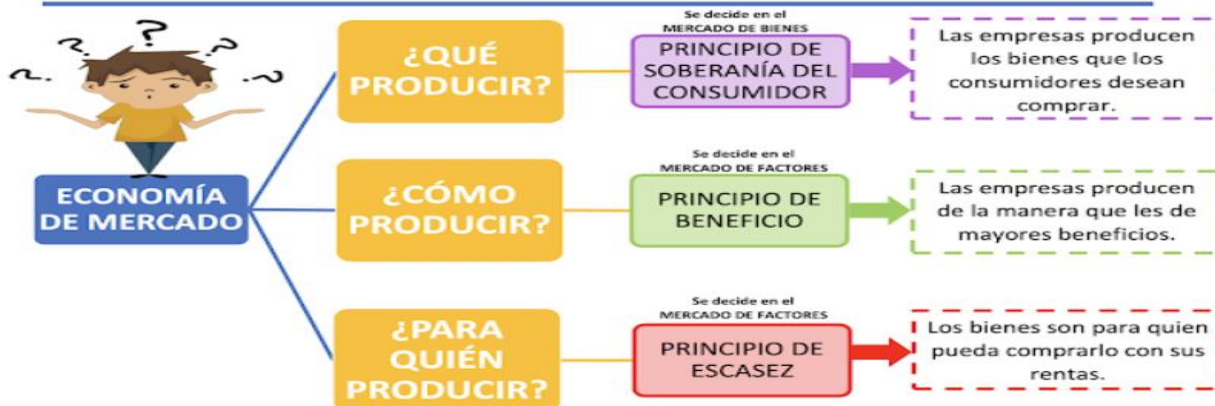 ECONOMÍA
DE MERCADO
¿QUÉ
PRODUCIR?
Se decide en el
MERCADO DE BIENES
PRINCIPIO DE
SOBERANÍA DEL
CONSUMIDOR
Las empresas producen
los bienes que los
consumidores desean
comprar.
¿CÓMO
PRODUCIR?
Se decide en el
MERCADO DE FACTORES
PRINCIPIO DE
BENEFICIO
Las empresas producen
de la manera que les de
mayores beneficios.
¿PARA
QUIÉN
PRODUCIR?
Se decide en el
MERCADO DE FACTORES
PRINCIPIO DE
ESCASEZ
Los bienes son para quien
pueda comprarlo con sus
rentas.